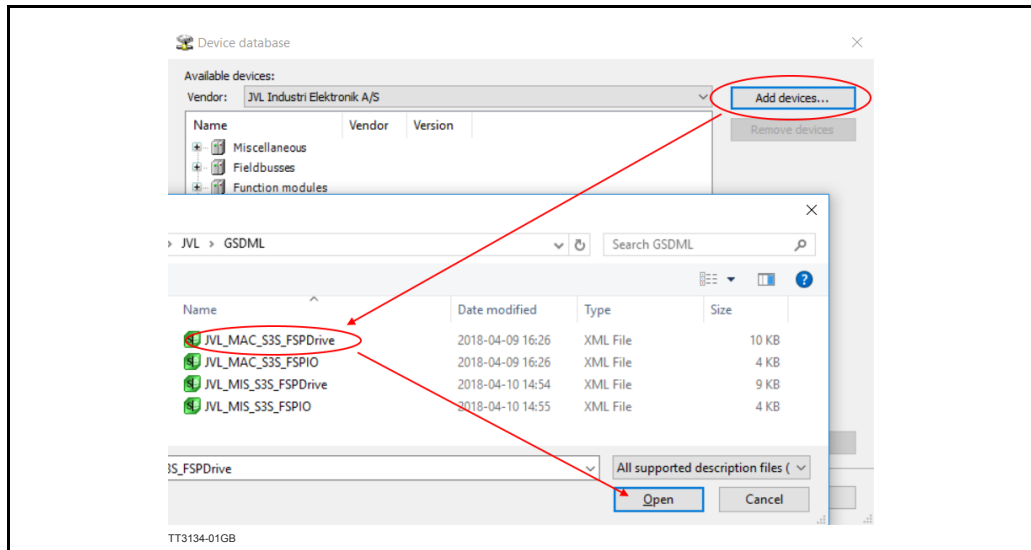 Device database
Available devices:
Vendor: JVL Industri Elektronik A/S
Add devices...
Name Vendor Version
Remove devices
Miscellaneous
Fieldbusses
Function modules
JVL > GSDML
Search GSDML
Name Date modified Type Size
JVL_MAC_S3S_FSPDrive 2018-04-09 16:26 XML File 10 KB
JVL_MAC_S3S_FSPIO 2018-04-09 16:26 XML File 4 KB
JVL_MIS_S3S_FSPDrive 2018-04-10 14:54 XML File 9 KB
JVL_MIS_S3S_FSPIO 2018-04-10 14:55 XML File 4 KB
3S_FSPDrive
All supported description files (
Open Cancel
TT3134-01GB